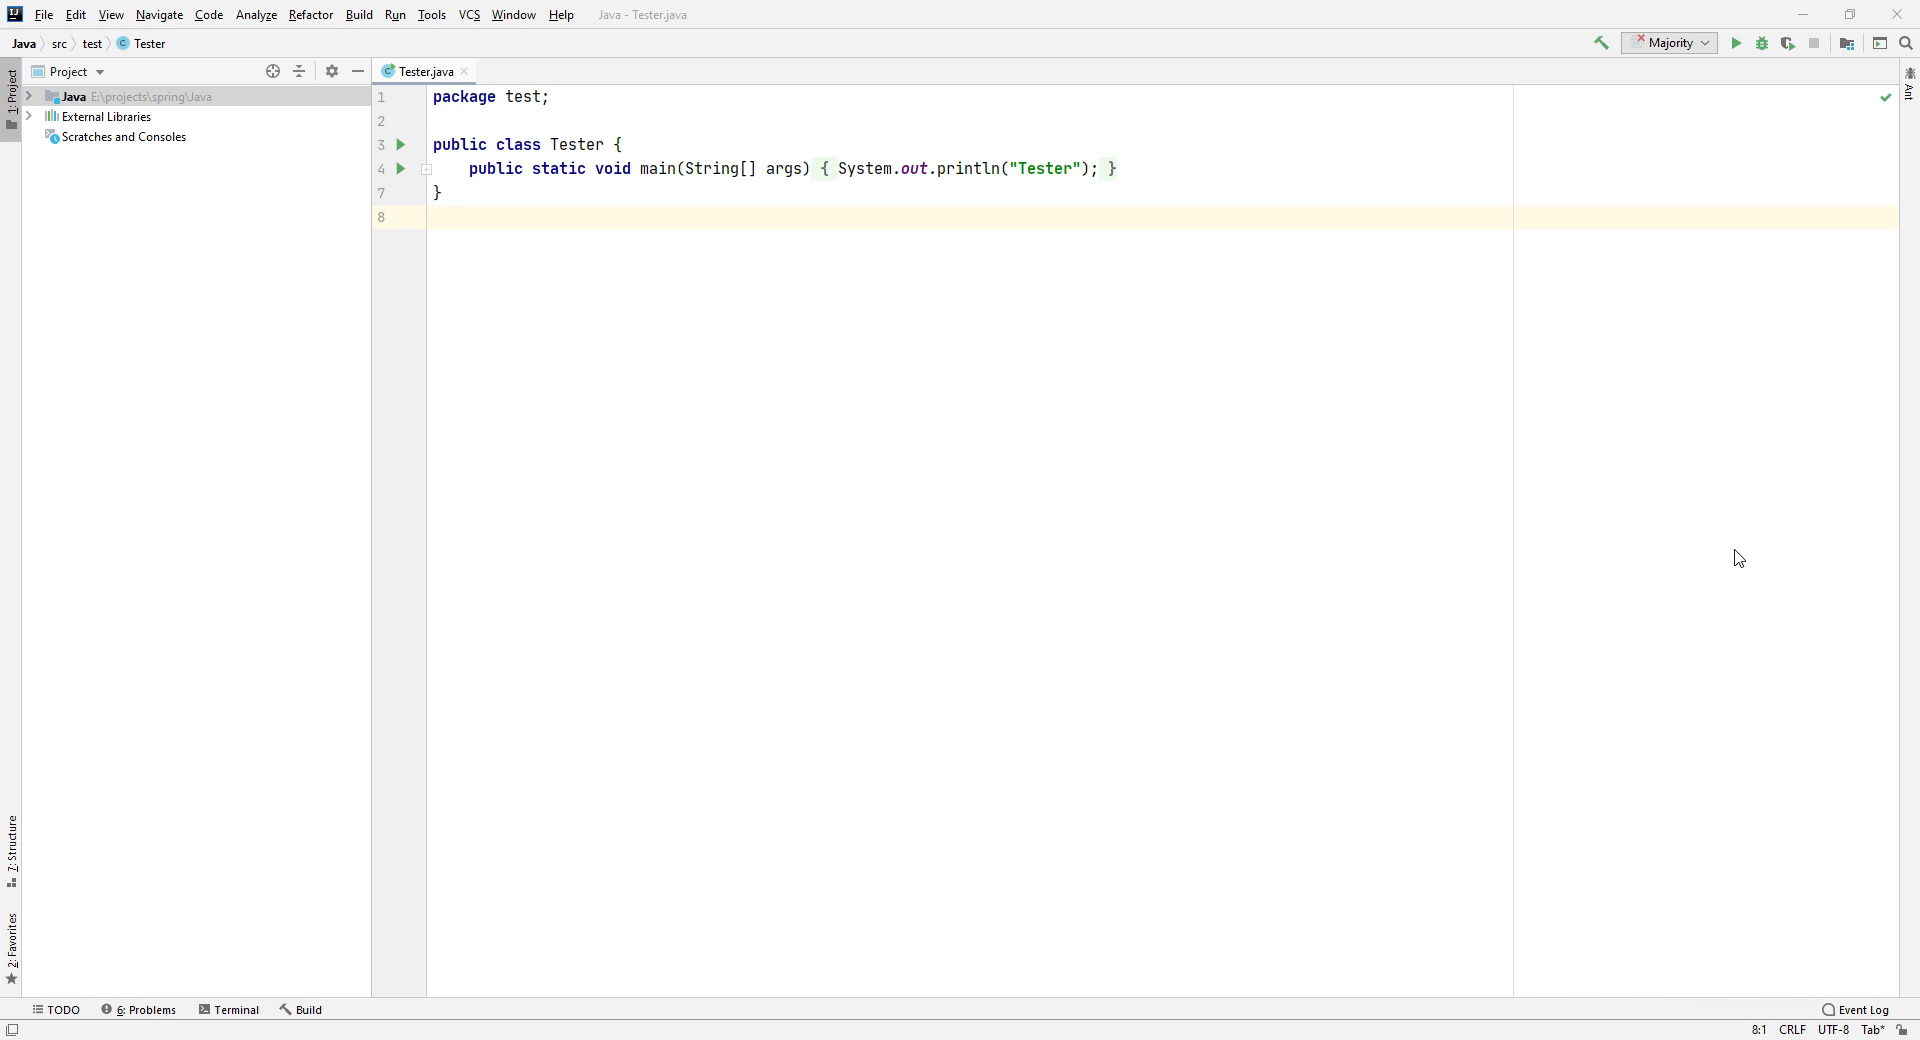 File Edit View Navigate Code Analyze Refactor Build Run Tools VCS Window Help Java - Tester.java
Java src test C Tester Majority
Project
C Tester.java
1: Project
Java E:\projects\spring\Java
External Libraries
Scratches and Consoles
1 package test;
2
3 public class Tester {
4 public static void main(String[] args) { System.out.println("Tester"); }
7 }
8
Ant
7: Structure
2: Favorites
TODO 6: Problems Terminal Build Event Log
8:1 CRLF UTF-8 Tab*